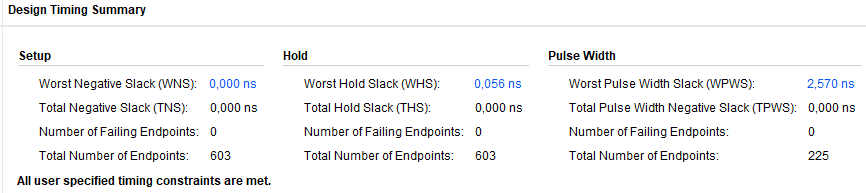 Design Timing Summary
Setup Hold Pulse Width
Worst Negative Slack (WNS): 0,000 ns Worst Hold Slack (WHS): 0,056 ns Worst Pulse Width Slack (WPWS): 2,570 ns
Total Negative Slack (TNS): 0,000 ns Total Hold Slack (THS): 0,000 ns Total Pulse Width Negative Slack (TPWS): 0,000 ns
Number of Failing Endpoints: 0 Number of Failing Endpoints: 0 Number of Failing Endpoints: 0
Total Number of Endpoints: 603 Total Number of Endpoints: 603 Total Number of Endpoints: 225
All user specified timing constraints are met.